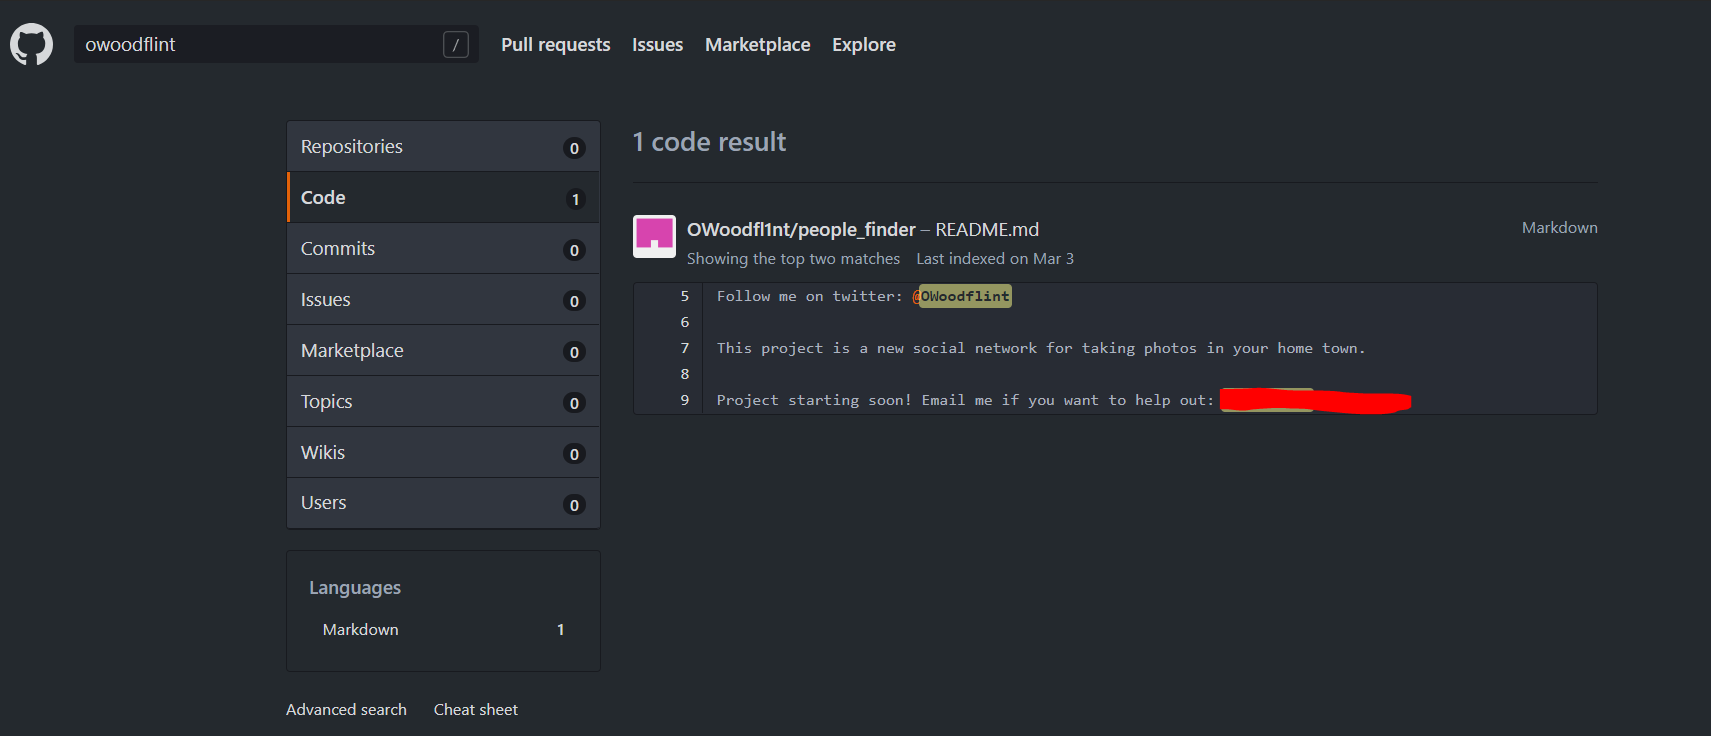 owoodflint /
Pull requests Issues Marketplace Explore
Repositories 0
Code 1
Commits 0
Issues 0
Marketplace 0
Topics 0
Wikis 0
Users 0
Languages
Markdown 1
Advanced search Cheat sheet
1 code result
OWoodfl1nt/people_finder – README.md
Markdown
Showing the top two matches Last indexed on Mar 3
5 Follow me on twitter: @OWoodflint
6
7 This project is a new social network for taking photos in your home town.
8
9 Project starting soon! Email me if you want to help out: